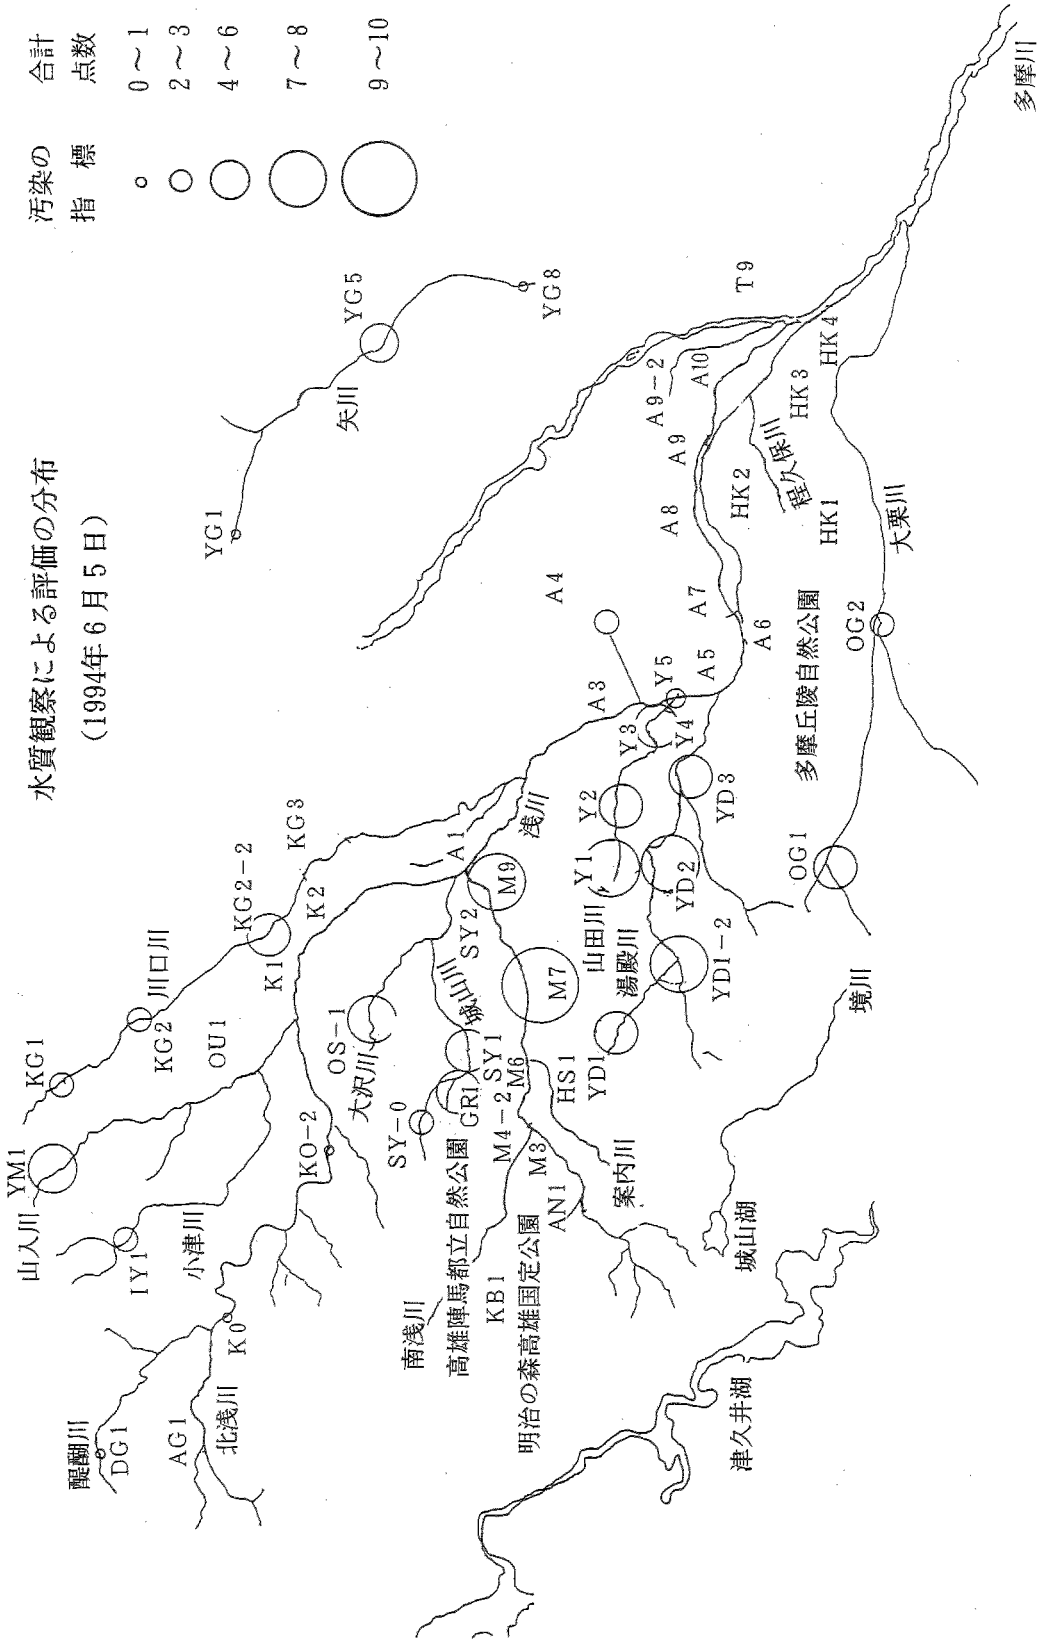 水質観察による評価の分布
(1994年6月5日)
汚染の
指 標
合計
点数
0～1
2～3
4～6
7～8
9～10
山入川
YM1
KG1
KG2
川口川
KG2-2
KG3
IY1
小津川
OU1
K1
K2
醍醐川
DG1
AG1
北浅川
K0
KO-2
OS-1
大沢川
SY-0
GR1
SY1
城山川
SY2
A1
浅川
南浅川
高雄陣馬都立自然公園
KB1
明治の森高雄国定公園
M4-2
M3
AN1
M6
HS1
案内川
M7
M9
YD1
湯殿川
山田川
Y1
Y2
Y3
Y4
Y5
YD1-2
YD2
YD3
A3
A4
A5
A6
A7
A8
A9
A9-2
A10
T9
YG1
矢川
YG5
YG8
HK1
HK2
程久保川
HK3
HK4
多摩丘陵自然公園
OG1
OG2
大栗川
境川
城山湖
津久井湖
多摩川